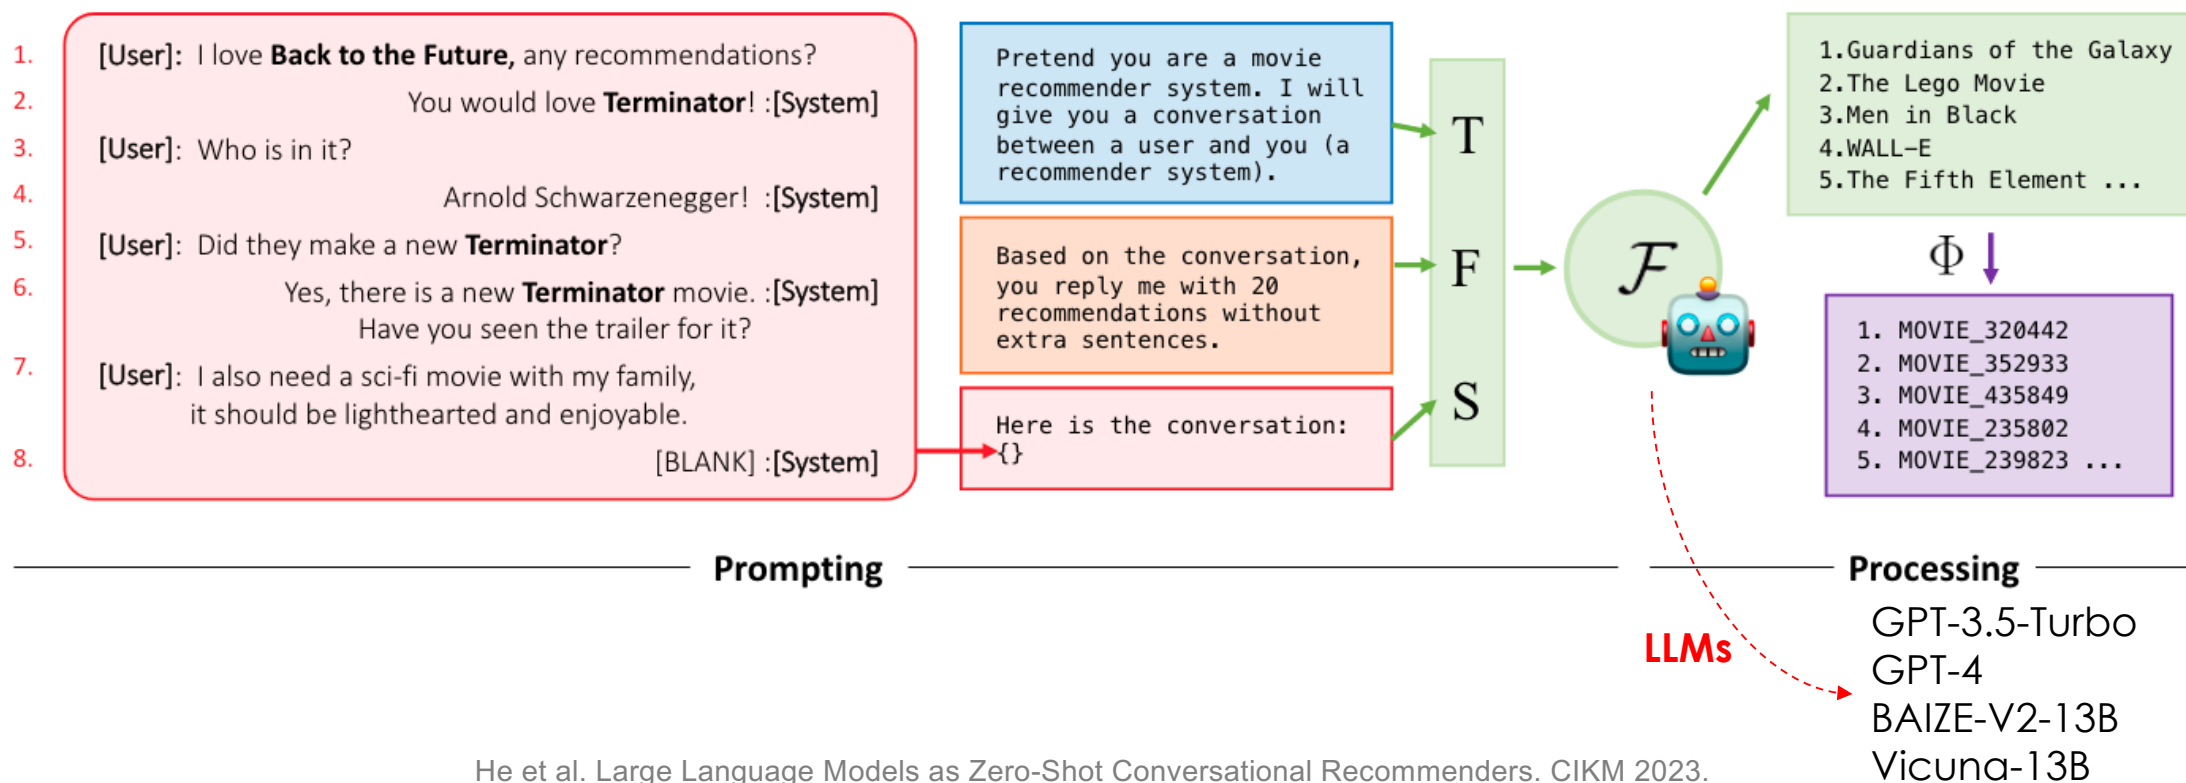 1. [User]: I love Back to the Future, any recommendations?
2. You would love Terminator! :[System]
3. [User]: Who is in it?
4. Arnold Schwarzenegger! :[System]
5. [User]: Did they make a new Terminator?
6. Yes, there is a new Terminator movie. :[System]
Have you seen the trailer for it?
7. [User]: I also need a sci-fi movie with my family,
it should be lighthearted and enjoyable.
8. [BLANK] :[System]
Pretend you are a movie
recommender system. I will
give you a conversation
between a user and you (a
recommender system).
Based on the conversation,
you reply me with 20
recommendations without
extra sentences.
Here is the conversation:
{}
T
F
S
F
1.Guardians of the Galaxy
2.The Lego Movie
3.Men in Black
4.WALL-E
5.The Fifth Element ...
Φ
1. MOVIE_320442
2. MOVIE_352933
3. MOVIE_435849
4. MOVIE_235802
5. MOVIE_239823 ...
Prompting
Processing
LLMs
GPT-3.5-Turbo
GPT-4
BAIZE-V2-13B
Vicuna-13B
He et al. Large Language Models as Zero-Shot Conversational Recommenders. CIKM 2023.